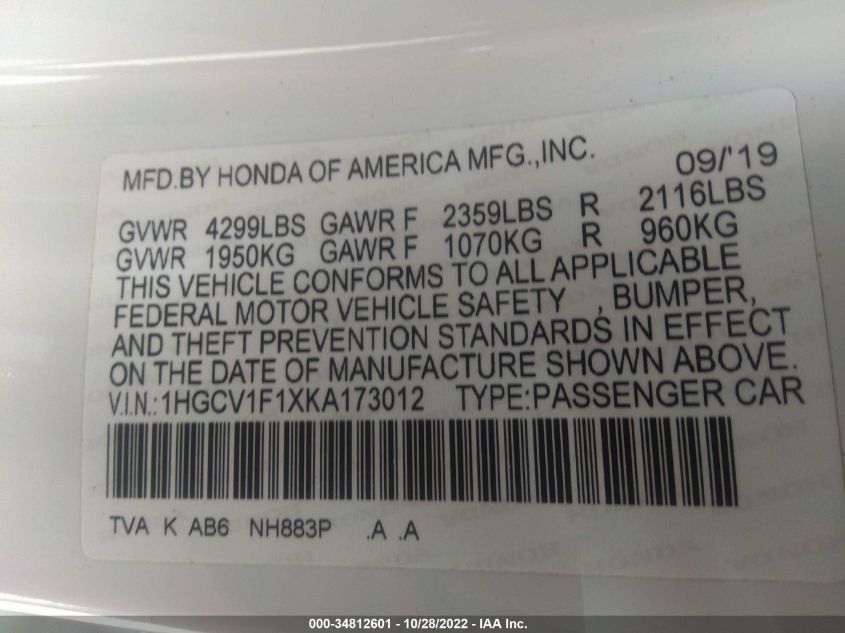 MFD.BY HONDA OF AMERICA MFG.,INC. 09/'19
GVWR 4299LBS GAWR F 2359LBS R 2116LBS
GVWR 1950KG GAWR F 1070KG R 960KG
THIS VEHICLE CONFORMS TO ALL APPLICABLE
FEDERAL MOTOR VEHICLE SAFETY , BUMPER,
AND THEFT PREVENTION STANDARDS IN EFFECT
ON THE DATE OF MANUFACTURE SHOWN ABOVE.
V.I.N.:1HGCV1F1XKA173012 TYPE:PASSENGER CAR
TVA K AB6 NH883P .A .A
000-34812601 - 10/28/2022 - IAA Inc.